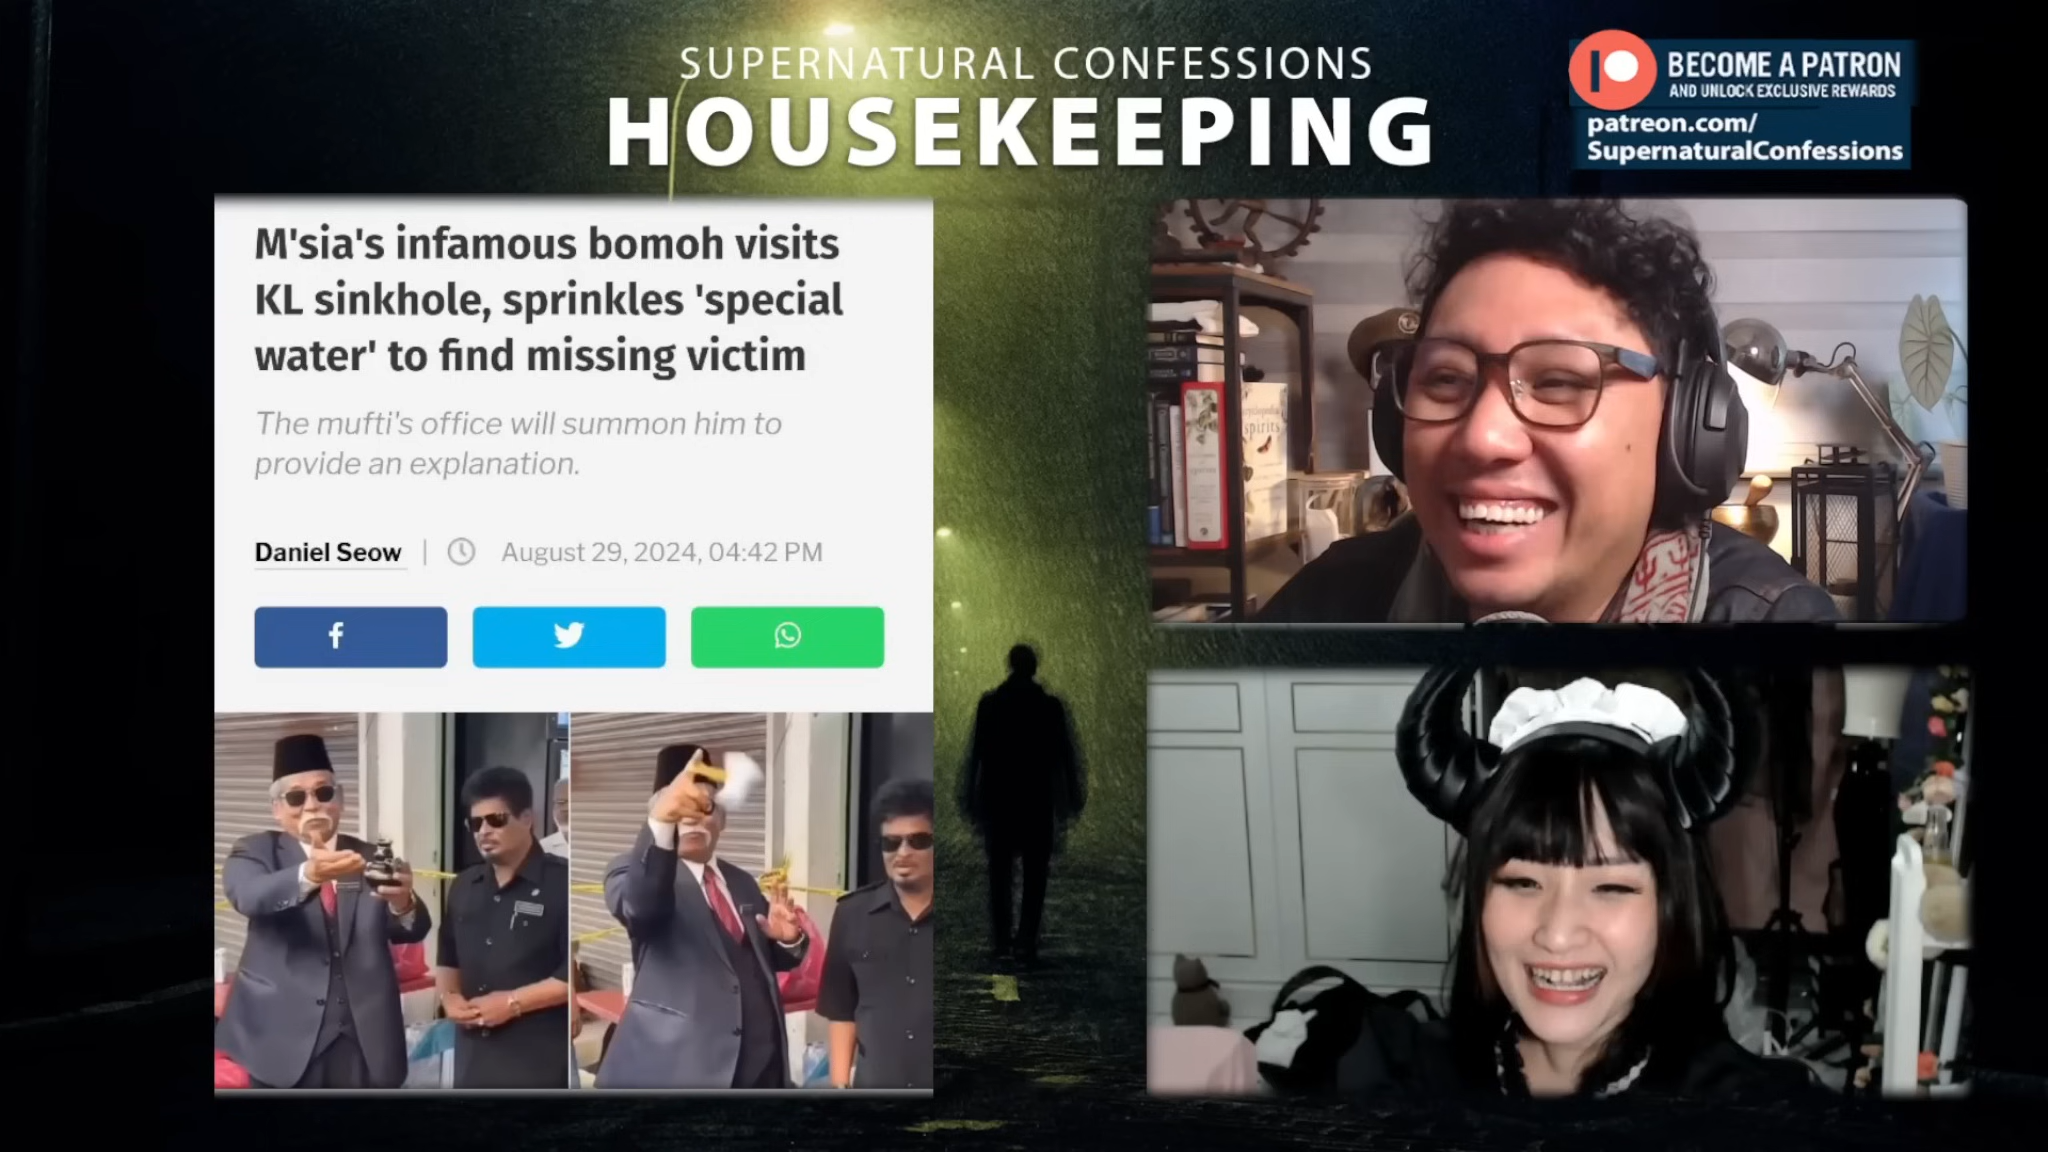 SUPERNATURAL CONFESSIONS
HOUSEKEEPING
BECOME A PATRON
AND UNLOCK EXCLUSIVE REWARDS
patreon.com/
SupernaturalConfessions
M'sia's infamous bomoh visits
KL sinkhole, sprinkles 'special
water' to find missing victim
The mufti's office will summon him to
provide an explanation.
Daniel Seow | August 29, 2024, 04:42 PM
spirits